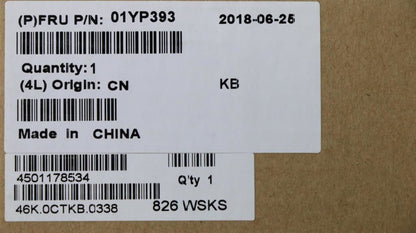 (P)FRU P/N: 01YP393 2018-06-25
Quantity: 1
(4L) Origin: CN KB
Made in CHINA
4501178534 Q'ty 1
46K.0CTKB.0338 826 WSKS